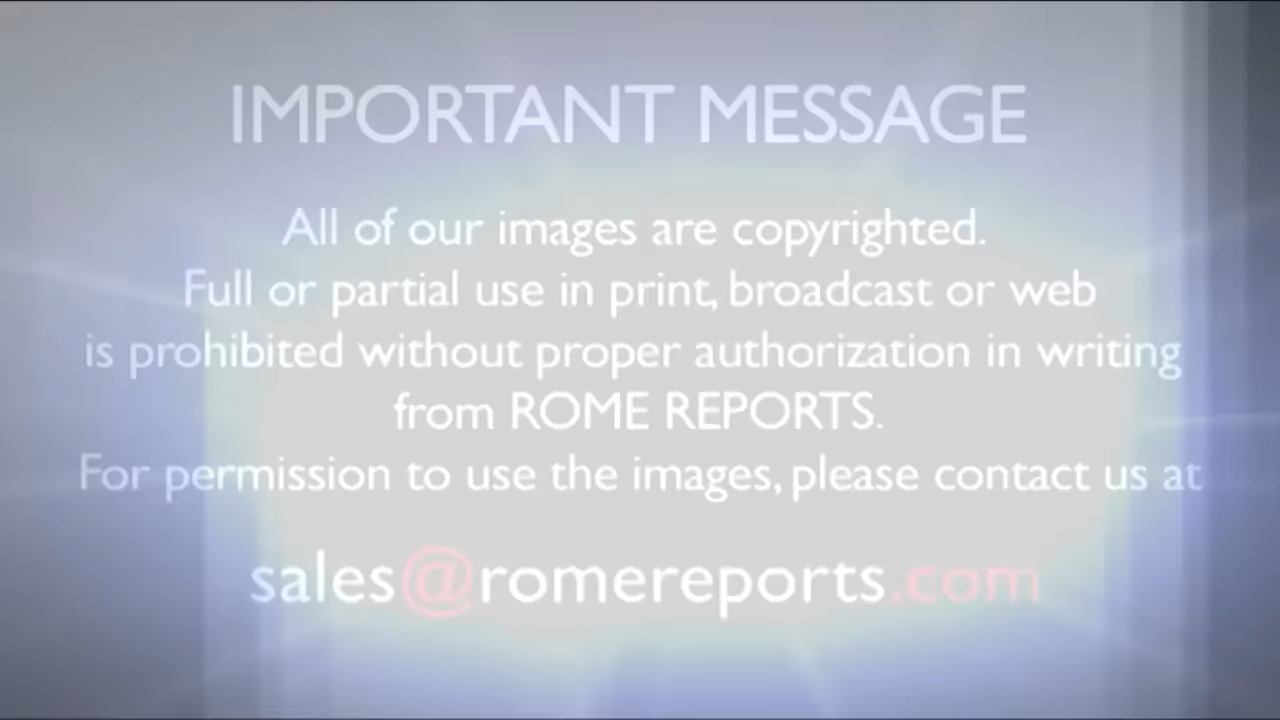 IMPORTANT MESSAGE
All of our images are copyrighted.
Full or partial use in print, broadcast or web
is prohibited without proper authorization in writing
from ROME REPORTS.
For permission to use the images, please contact us at
sales@romereports.com